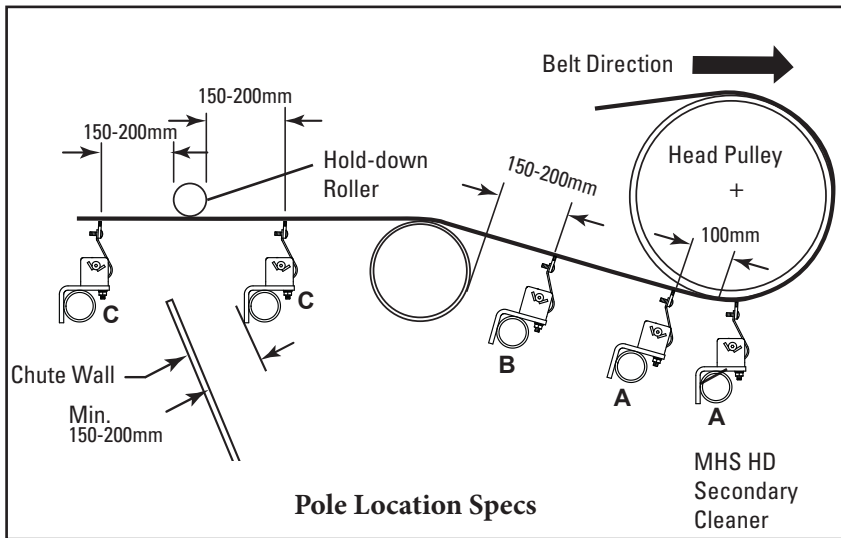 Belt Direction
150-200mm
150-200mm
Hold-down
Roller
Head Pulley
+
150-200mm
100mm
C
C
B
A
A
Chute Wall
Min.
150-200mm
MHS HD
Secondary
Cleaner
Pole Location Specs